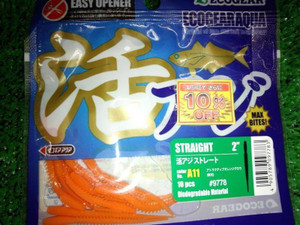 EASY OPENER
ECOGEAR
ECOGEARAQUA
活アジ
MAX
BITES!
10%
OFF
STRAIGHT 2"
活アジストレート
A11
10 pcs #9776
Biodegradable Material
ECOGEAR